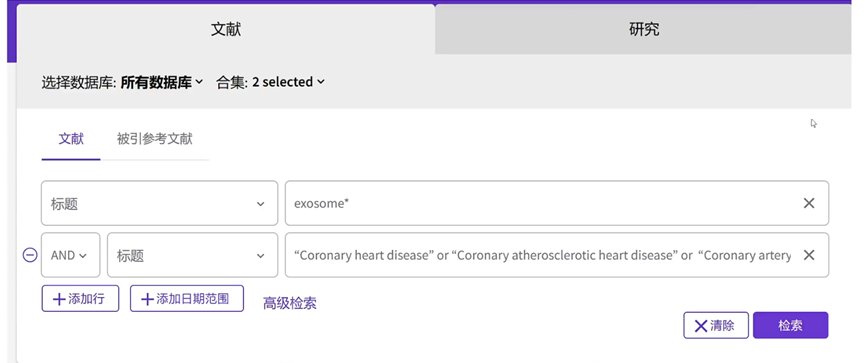 文献 研究
选择数据库: 所有数据库 合集: 2 selected
文献 被引参考文献
标题 exosome*
AND 标题 “Coronary heart disease” or “Coronary atherosclerotic heart disease” or “Coronary artery
添加行 添加日期范围 高级检索
清除 检索